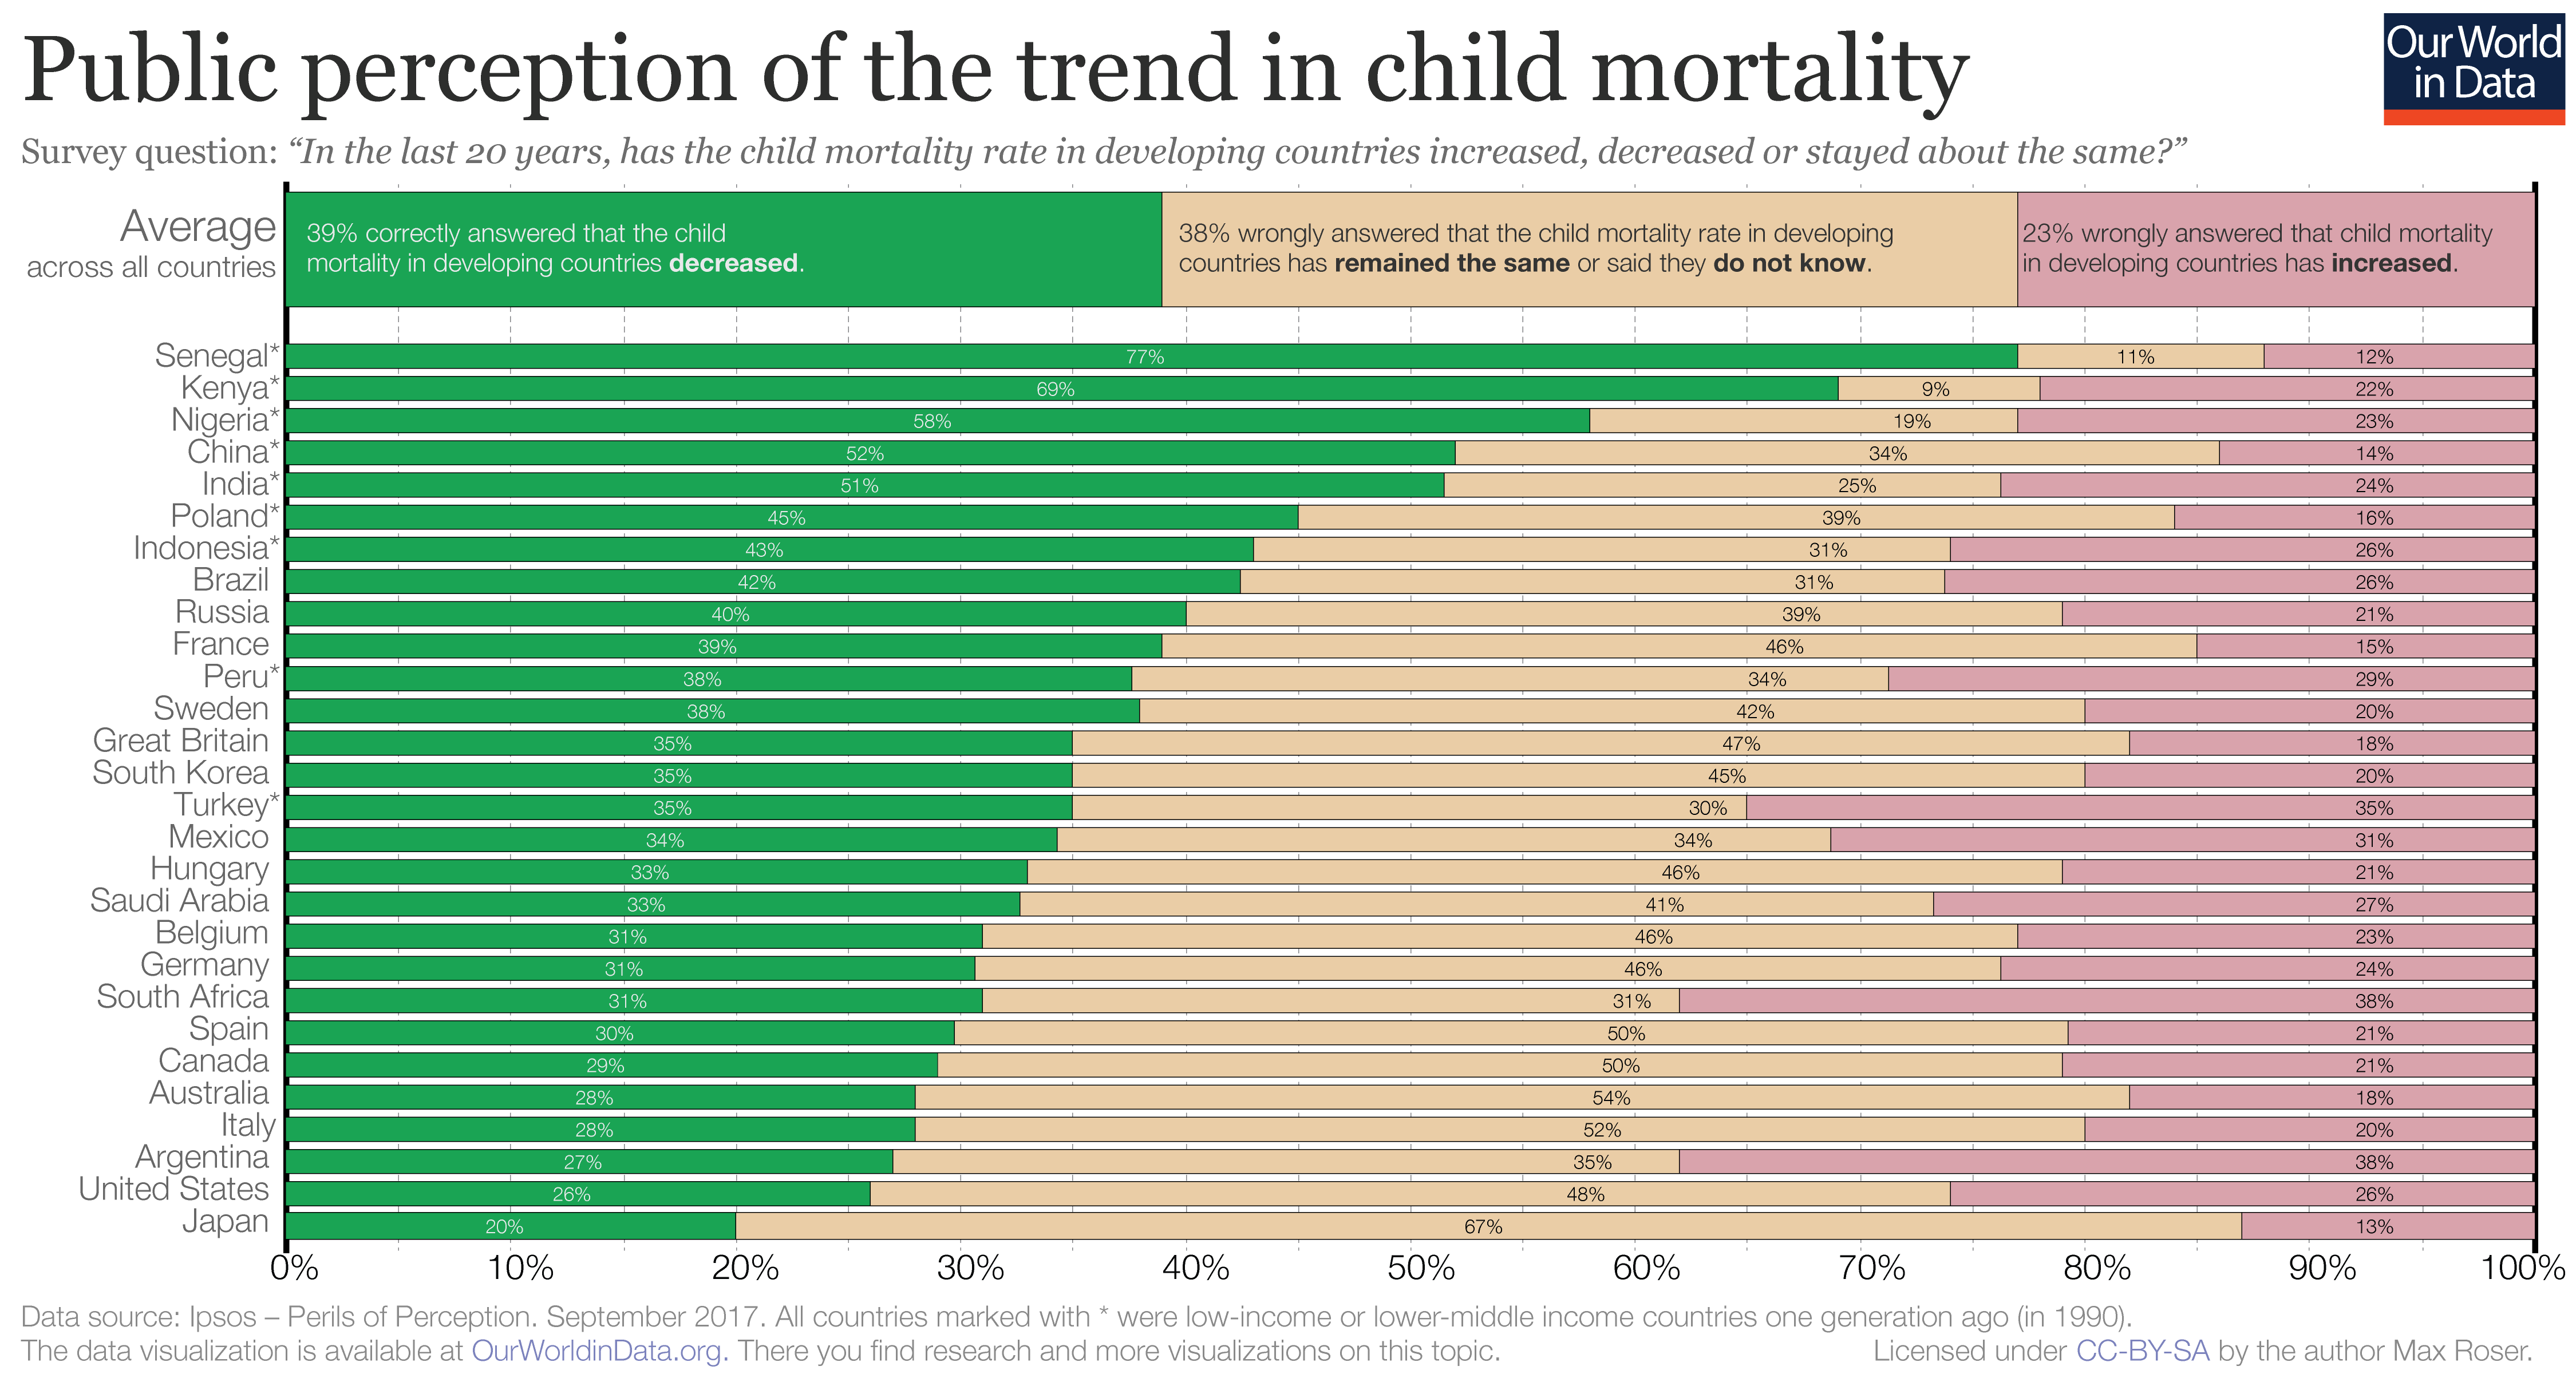 Public perception of the trend in child mortality
Our World
in Data
Survey question: “In the last 20 years, has the child mortality rate in developing countries increased, decreased or stayed about the same?”
Average
across all countries
39% correctly answered that the child
mortality in developing countries decreased.
38% wrongly answered that the child mortality rate in developing
countries has remained the same or said they do not know.
23% wrongly answered that child mortality
in developing countries has increased.
Senegal* 77% 11% 12%
Kenya* 69% 9% 22%
Nigeria* 58% 19% 23%
China* 52% 34% 14%
India* 51% 25% 24%
Poland* 45% 39% 16%
Indonesia* 43% 31% 26%
Brazil 42% 31% 26%
Russia 40% 39% 21%
France 39% 46% 15%
Peru* 38% 34% 29%
Sweden 38% 42% 20%
Great Britain 35% 47% 18%
South Korea 35% 45% 20%
Turkey* 35% 30% 35%
Mexico 34% 34% 31%
Hungary 33% 46% 21%
Saudi Arabia 33% 41% 27%
Belgium 31% 46% 23%
Germany 31% 46% 24%
South Africa 31% 31% 38%
Spain 30% 50% 21%
Canada 29% 50% 21%
Australia 28% 54% 18%
Italy 28% 52% 20%
Argentina 27% 35% 38%
United States 26% 48% 26%
Japan 20% 67% 13%
0% 10% 20% 30% 40% 50% 60% 70% 80% 90% 100%
Data source: Ipsos – Perils of Perception. September 2017. All countries marked with * were low-income or lower-middle income countries one generation ago (in 1990).
The data visualization is available at OurWorldinData.org. There you find research and more visualizations on this topic.
Licensed under CC-BY-SA by the author Max Roser.